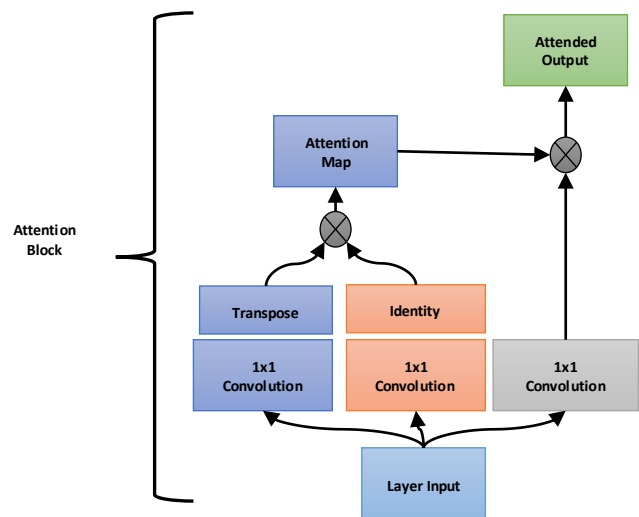 Attended
Output
Attention
Map
Attention
Block
Transpose
Identity
1x1
Convolution
1x1
Convolution
1x1
Convolution
Layer Input